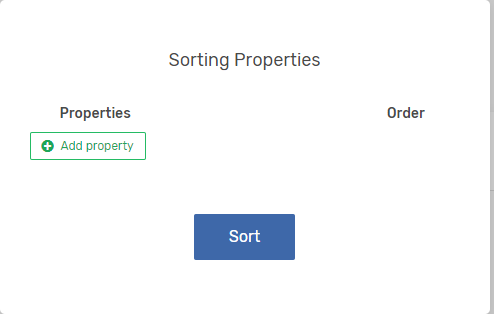 Sorting Properties
Properties Order
Add property
Sort